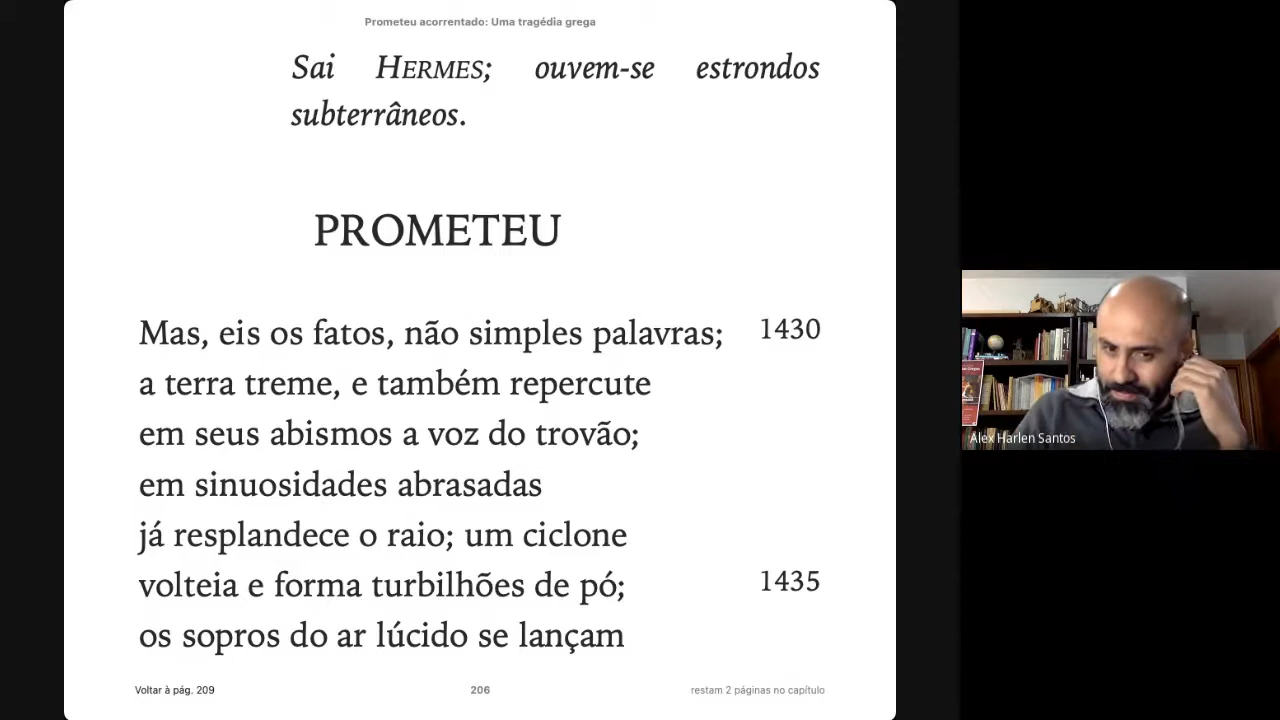 Prometeu acorrentado: Uma tragédia grega
Sai HERMES; ouvem-se estrondos
subterrâneos.
PROMETEU
Mas, eis os fatos, não simples palavras; 1430
a terra treme, e também repercute
em seus abismos a voz do trovão;
em sinuosidades abrasadas
já resplandece o raio; um ciclone
volteia e forma turbilhões de pó; 1435
os sopros do ar lúcido se lançam
Voltar à pág. 209 206 restam 2 páginas no capítulo
Alex Harlen Santos